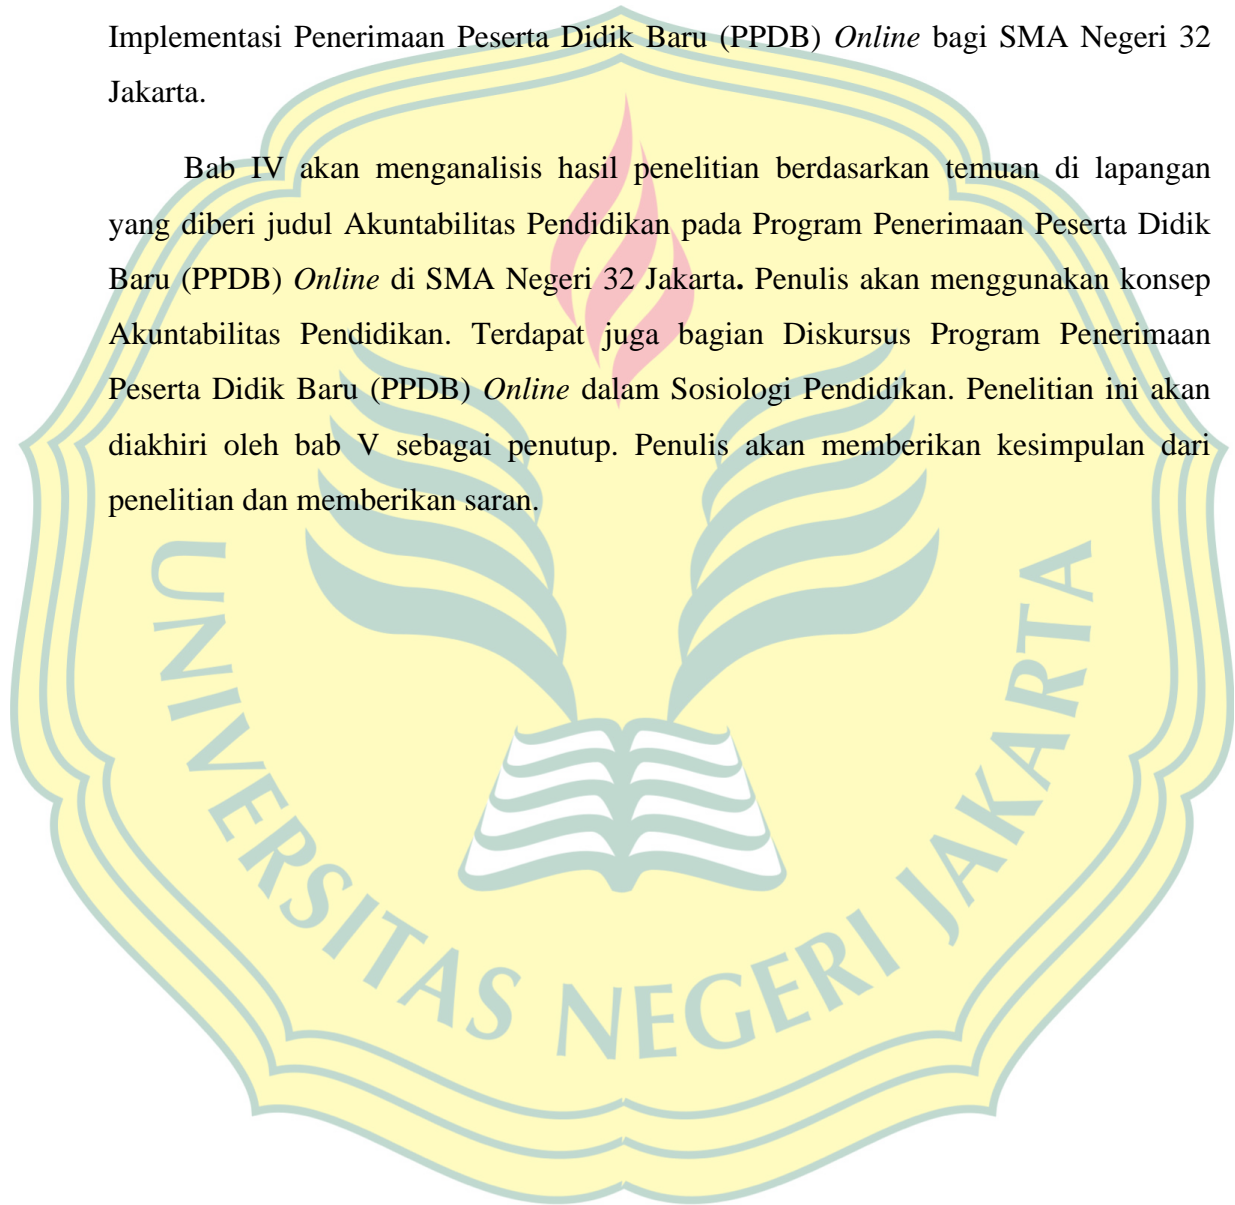 Implementasi Penerimaan Peserta Didik Baru (PPDB) Online bagi SMA Negeri 32
Jakarta.
Bab IV akan menganalisis hasil penelitian berdasarkan temuan di lapangan
yang diberi judul Akuntabilitas Pendidikan pada Program Penerimaan Peserta Didik
Baru (PPDB) Online di SMA Negeri 32 Jakarta. Penulis akan menggunakan konsep
Akuntabilitas Pendidikan. Terdapat juga bagian Diskursus Program Penerimaan
Peserta Didik Baru (PPDB) Online dalam Sosiologi Pendidikan. Penelitian ini akan
diakhiri oleh bab V sebagai penutup. Penulis akan memberikan kesimpulan dari
penelitian dan memberikan saran.
UNIVERSITAS NEGERI JAKARTA